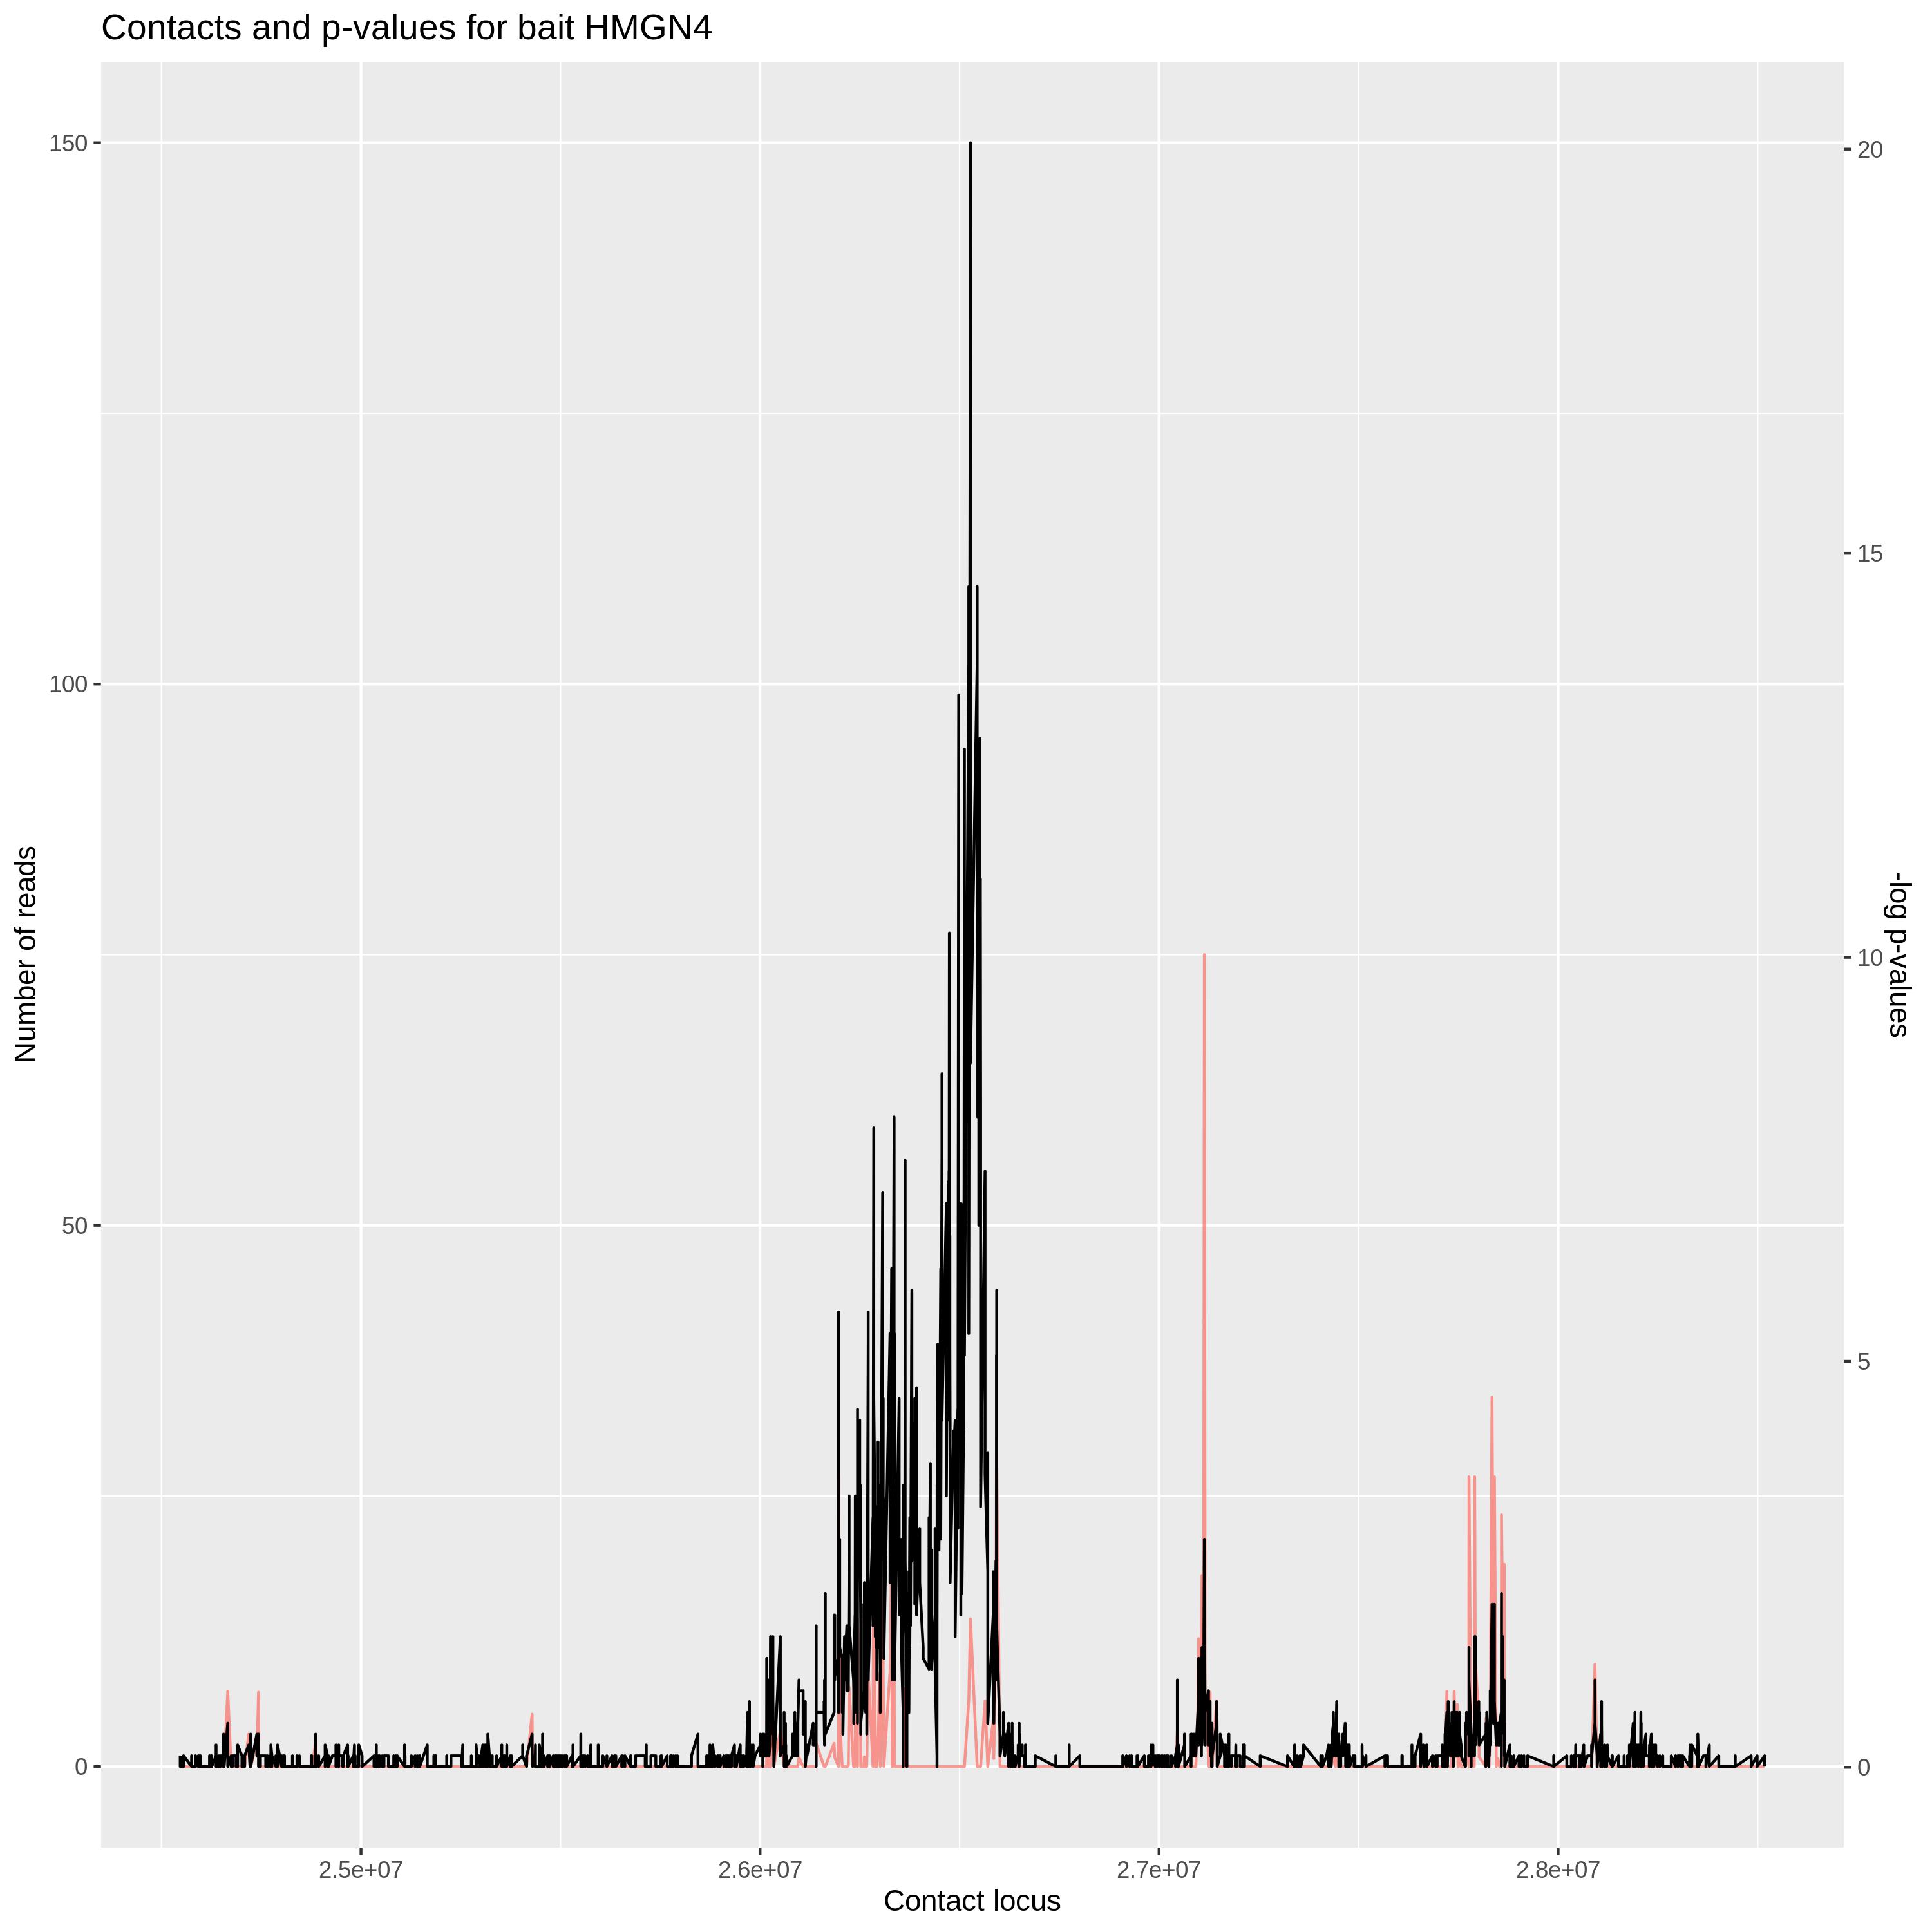 Contacts and p-values for bait HMGN4
150
100
50
0
Number of reads
20
15
10
5
0
-log p-values
2.5e+07
2.6e+07
2.7e+07
2.8e+07
Contact locus